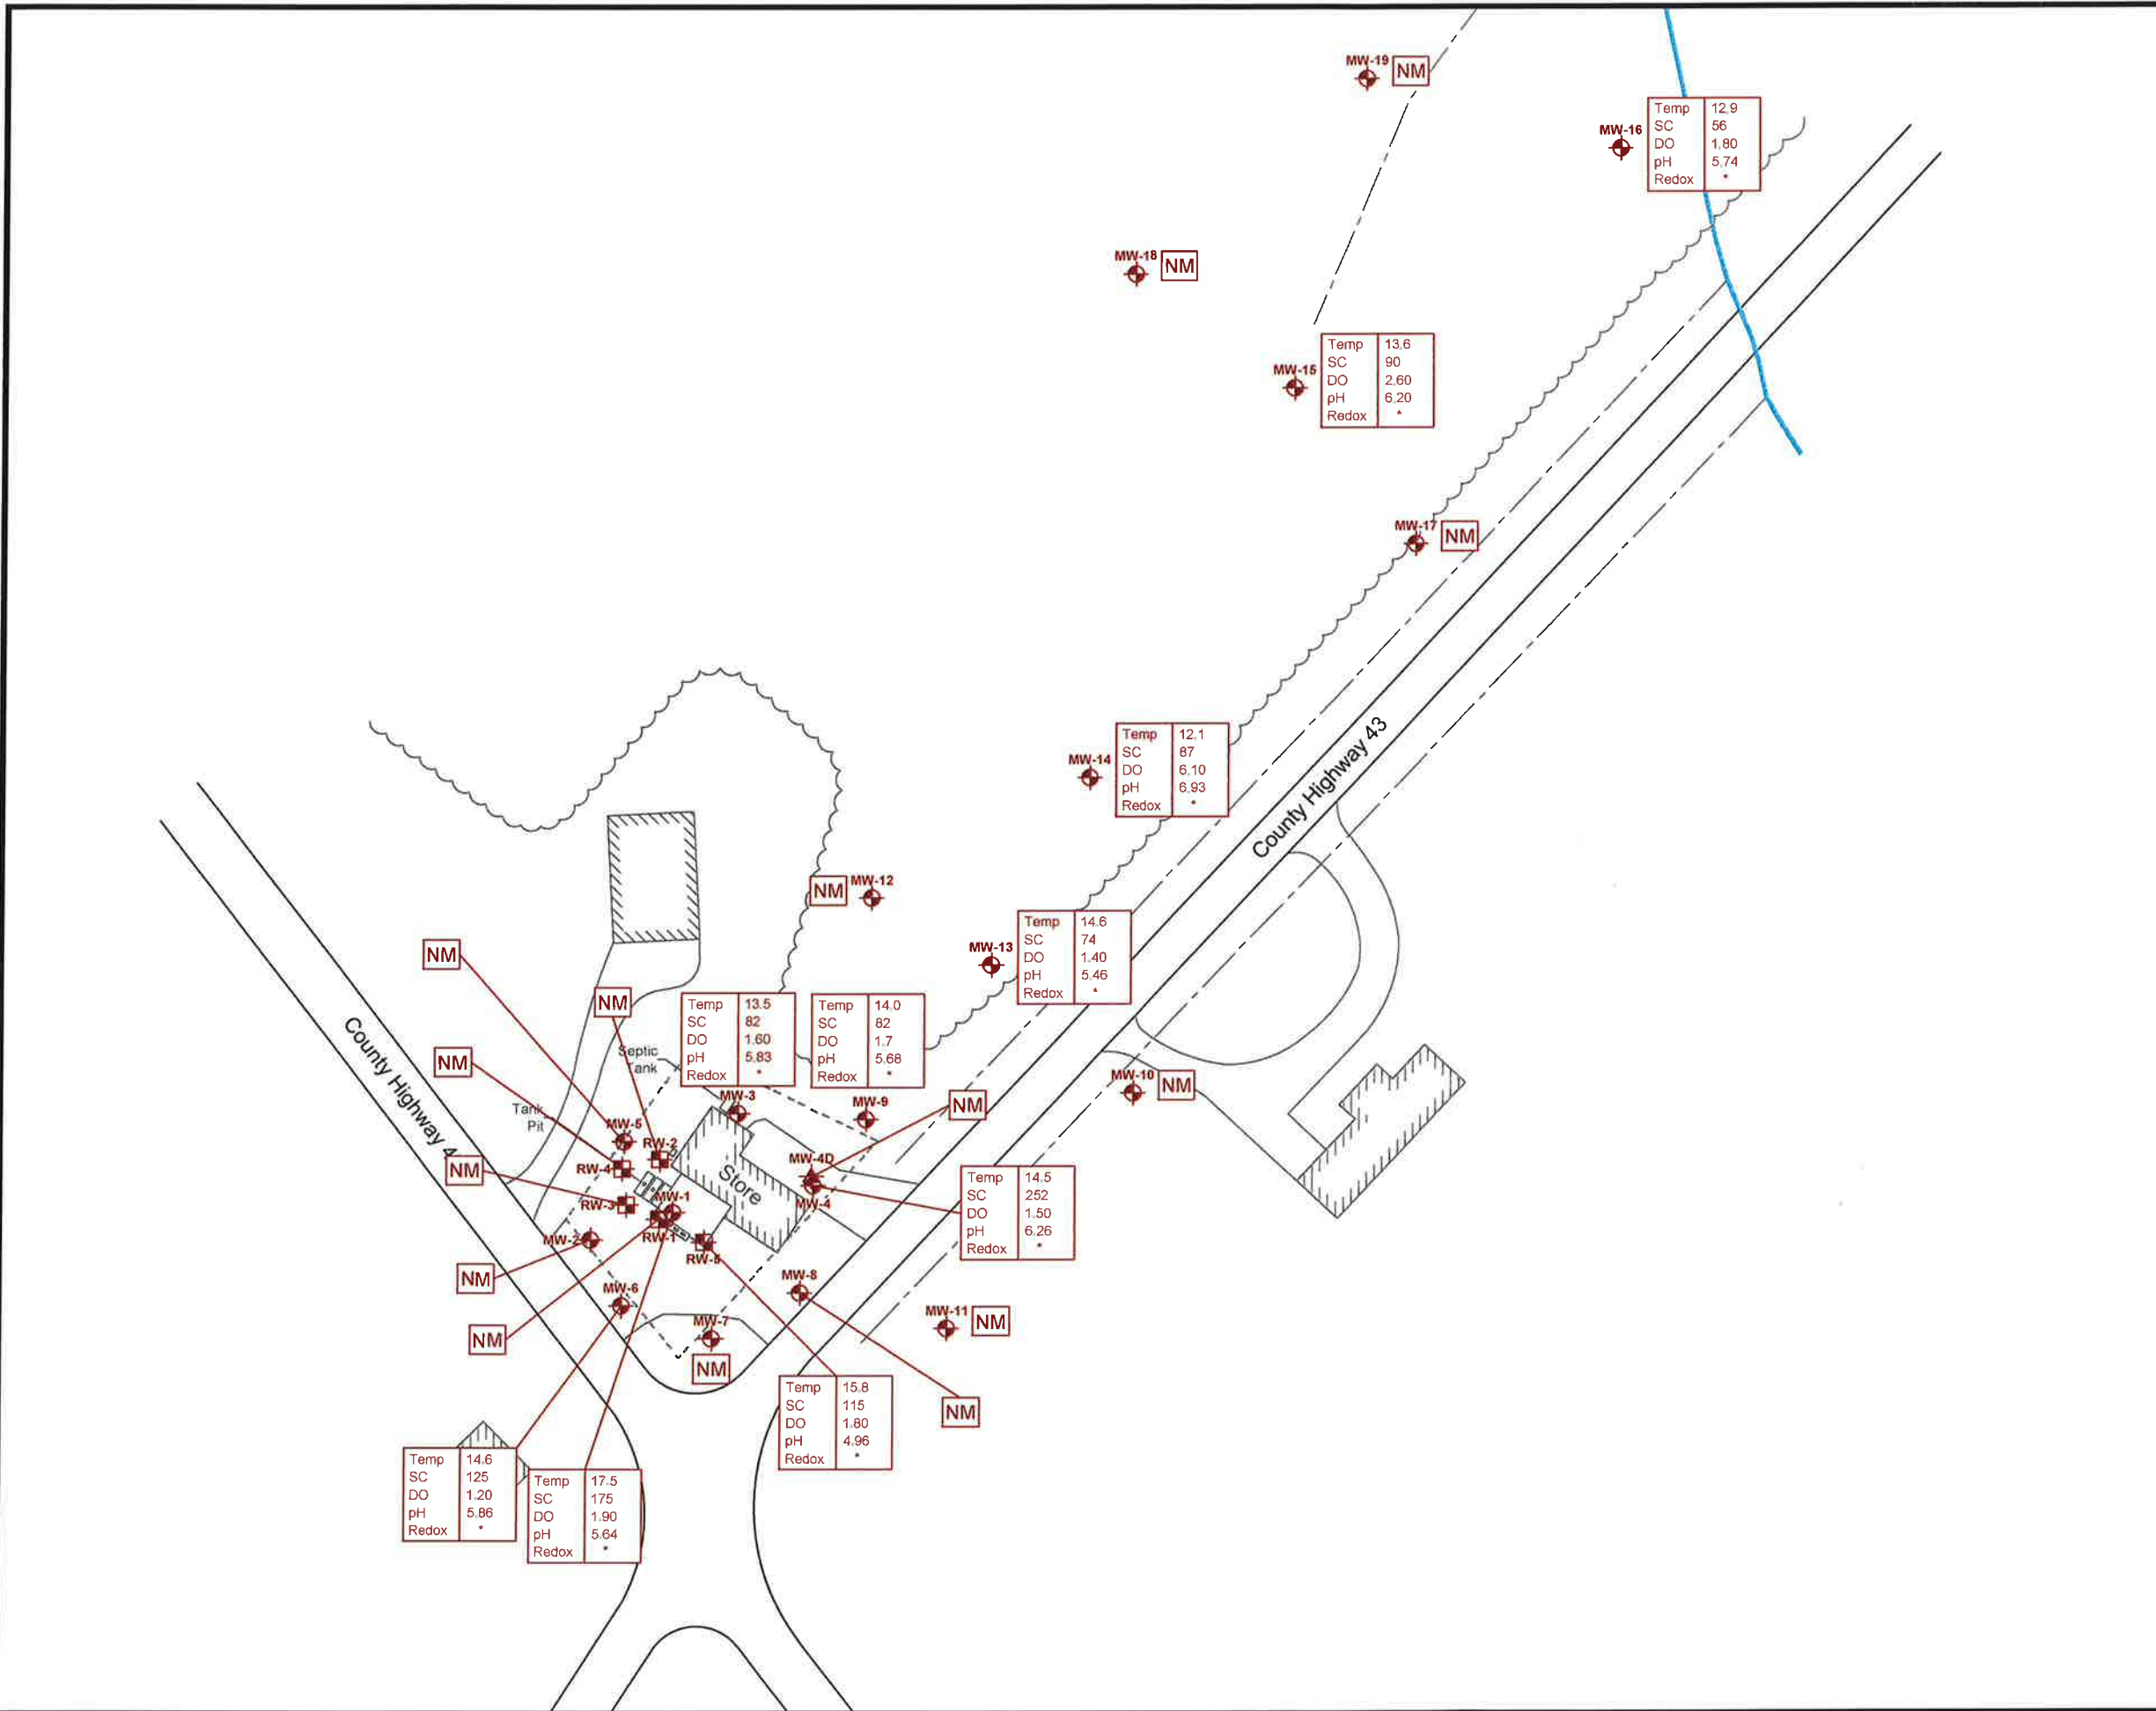 MW-19 NM
MW-16
Temp 12.9
SC 56
DO 1.80
pH 5.74
Redox *
MW-18 NM
MW-15
Temp 13.6
SC 90
DO 2.60
pH 6.20
Redox *
MW-17 NM
MW-14
Temp 12.1
SC 87
DO 6.10
pH 6.93
Redox *
County Highway 43
NM MW-12
MW-13
Temp 14.6
SC 74
DO 1.40
pH 5.46
Redox *
NM
NM
NM
Temp 13.5
SC 82
DO 1.60
pH 5.83
Redox *
Temp 14.0
SC 82
DO 1.7
pH 5.68
Redox *
Septic
Tank
County Highway 4
Tank
Pit
MW-3
MW-9
NM
MW-10 NM
MW-5
RW-2
RW-4
MW-4D
MW-4
NM
Store
MW-1
RW-3
RW-1
MW-2
RW-5
Temp 14.5
SC 252
DO 1.50
pH 6.26
Redox *
NM
MW-6
MW-8
MW-7
NM
NM
MW-11 NM
NM
Temp 15.8
SC 115
DO 1.80
pH 4.96
Redox *
Temp 14.6
SC 125
DO 1.20
pH 5.86
Redox *
Temp 17.5
SC 175
DO 1.90
pH 5.64
Redox *